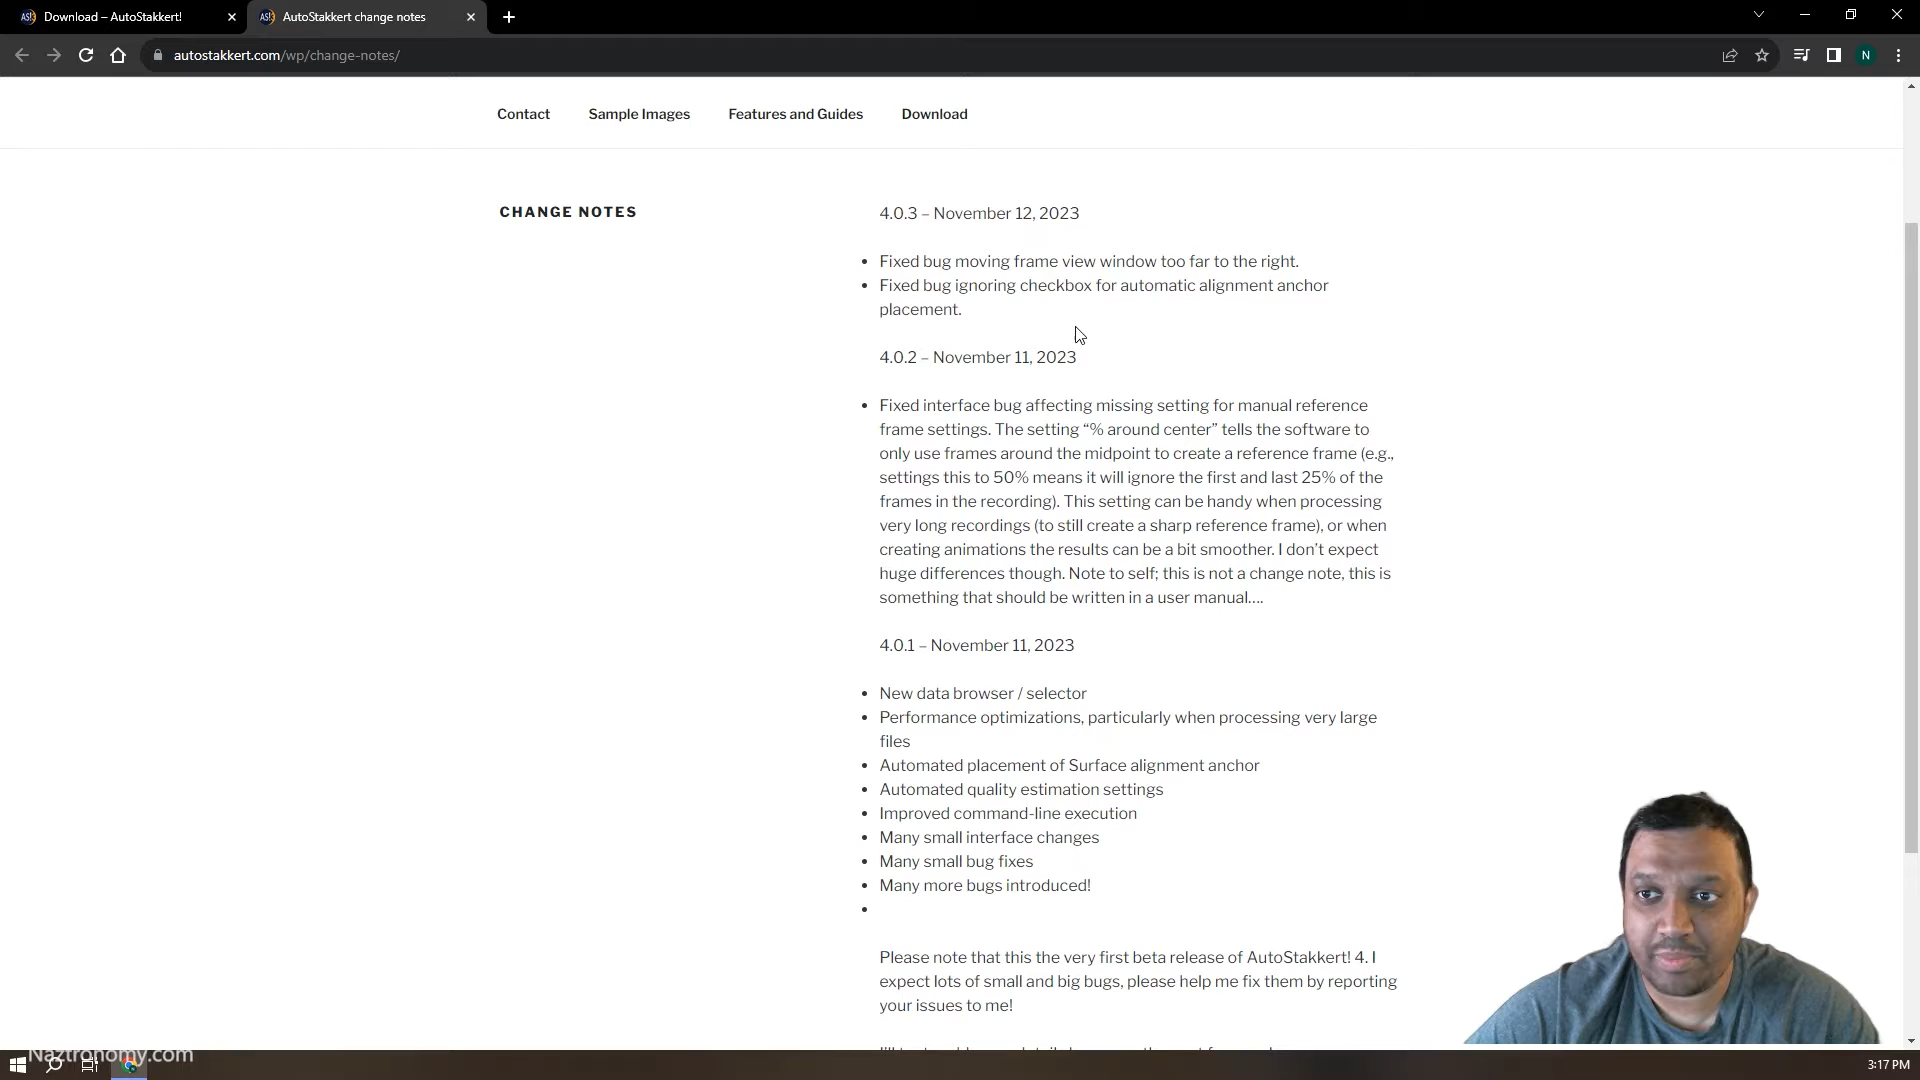 Download – AutoStakkert!
AutoStakkert change notes
autostakkert.com/wp/change-notes/
N
Contact
Sample Images
Features and Guides
Download
CHANGE NOTES
4.0.3 – November 12, 2023
• Fixed bug moving frame view window too far to the right.
• Fixed bug ignoring checkbox for automatic alignment anchor
placement.
4.0.2 – November 11, 2023
• Fixed interface bug affecting missing setting for manual reference
frame settings. The setting “% around center” tells the software to
only use frames around the midpoint to create a reference frame (e.g.,
settings this to 50% means it will ignore the first and last 25% of the
frames in the recording). This setting can be handy when processing
very long recordings (to still create a sharp reference frame), or when
creating animations the results can be a bit smoother. I don’t expect
huge differences though. Note to self; this is not a change note, this is
something that should be written in a user manual….
4.0.1 – November 11, 2023
• New data browser / selector
• Performance optimizations, particularly when processing very large
files
• Automated placement of Surface alignment anchor
• Automated quality estimation settings
• Improved command-line execution
• Many small interface changes
• Many small bug fixes
• Many more bugs introduced!
•
Please note that this the very first beta release of AutoStakkert! 4. I
expect lots of small and big bugs, please help me fix them by reporting
your issues to me!
Naztronomy.com
3:17 PM